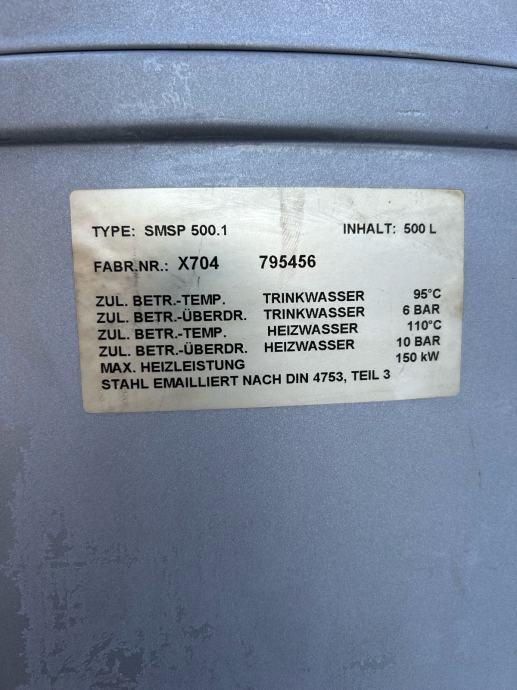 TYPE: SMSP 500.1 INHALT: 500 L
FABR.NR.: X704 795456
ZUL. BETR.-TEMP. TRINKWASSER 95°C
ZUL. BETR.-ÜBERDR. TRINKWASSER 6 BAR
ZUL. BETR.-TEMP. HEIZWASSER 110°C
ZUL. BETR.-ÜBERDR. HEIZWASSER 10 BAR
MAX. HEIZLEISTUNG 150 kW
STAHL EMAILLIERT NACH DIN 4753, TEIL 3